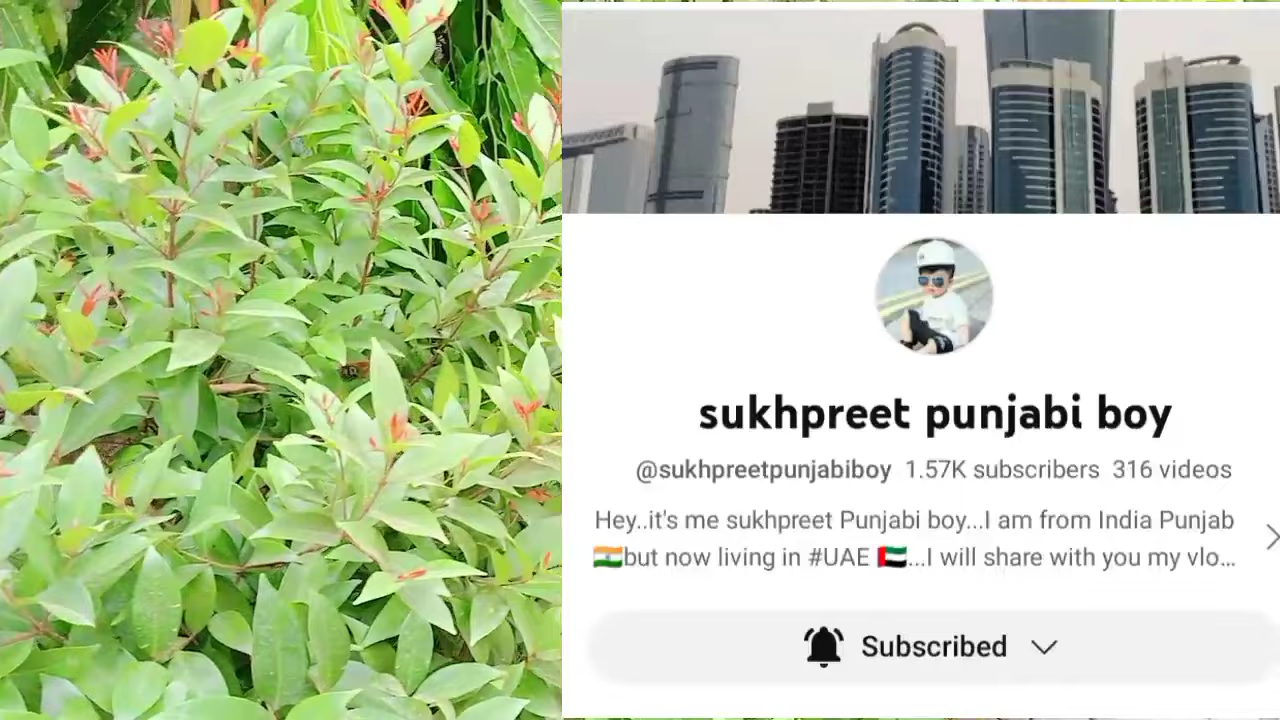 sukhpreet punjabi boy
@sukhpreetpunjabiboy 1.57K subscribers 316 videos
Hey..it's me sukhpreet Punjabi boy...I am from India Punjab
🇮🇳but now living in #UAE 🇦🇪...I will share with you my vlo...
Subscribed